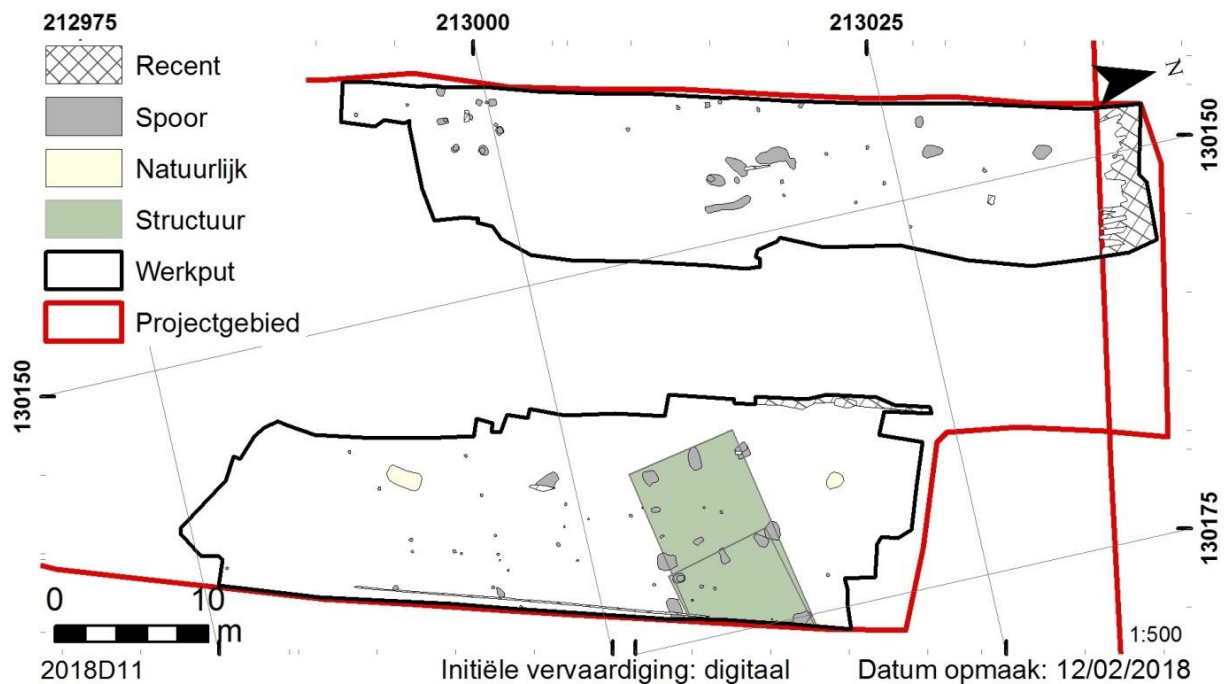 212975 213000 213025
Recent
Spoor
Natuurlijk
Structuur
Werkput
Projectgebied
N
130150
130150
130175
0 10
m
1:500
2018D11 Initiële vervaardiging: digitaal Datum opmaak: 12/02/2018